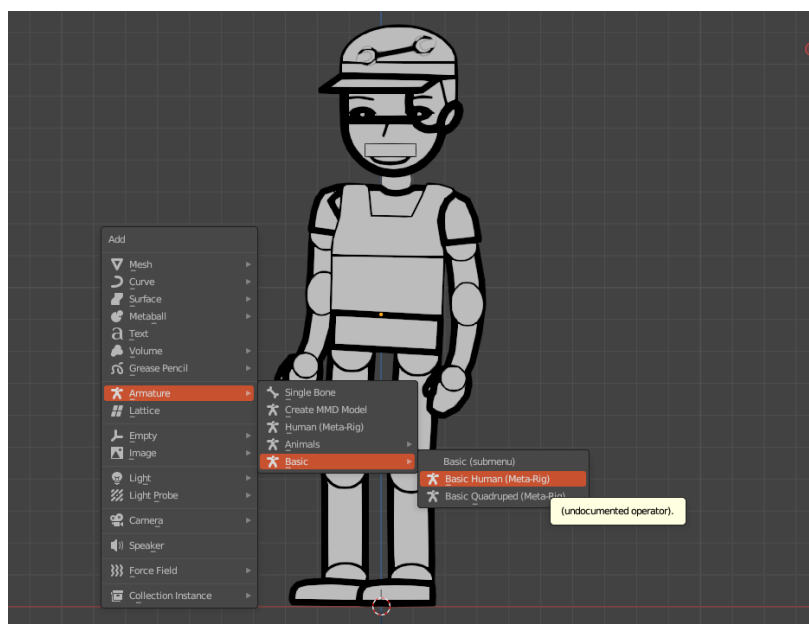 Add
Mesh
Curve
Surface
Metaball
Text
Volume
Grease Pencil
Armature
Lattice
Empty
Image
Light
Light Probe
Camera
Speaker
Force Field
Collection Instance
Single Bone
Create MMD Model
Human (Meta-Rig)
Animals
Basic
Basic (submenu)
Basic Human (Meta-Rig)
Basic Quadruped (Meta-Rig)
(undocumented operator).